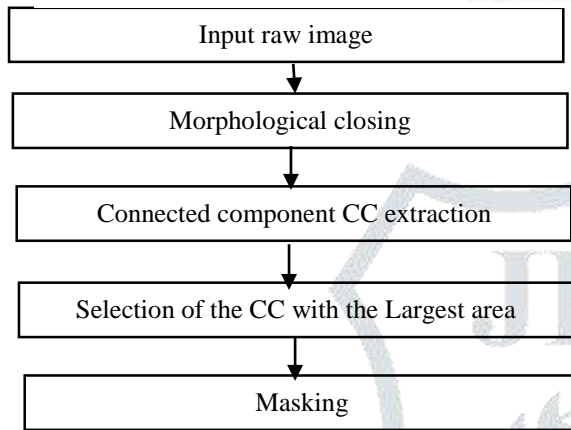 Input raw image
Morphological closing
Connected component CC extraction
Selection of the CC with the Largest area
Masking